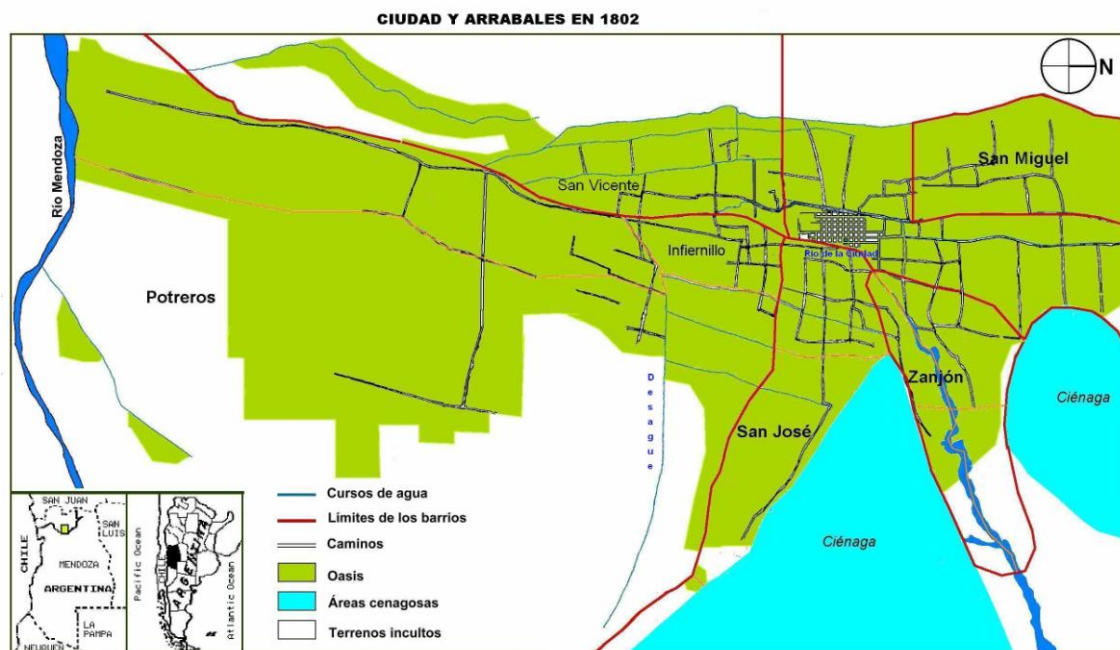 CIUDAD Y ARRABALES EN 1802
N
Río Mendoza
San Miguel
San Vicente
Infiernillo
Río de la Ciudad
Potreros
Desague
Zanjón
Ciénaga
San José
Ciénaga
Cursos de agua
Límites de los barrios
Caminos
Oasis
Áreas cenagosas
Terrenos incultos
SAN JUAN
SAN
LUIS
CHILE
MENDOZA
ARGENTINA
LA
PAMPA
NEUQUÉN
Pacific Ocean
CHILE
ARGENTINA
Atlantic Ocean